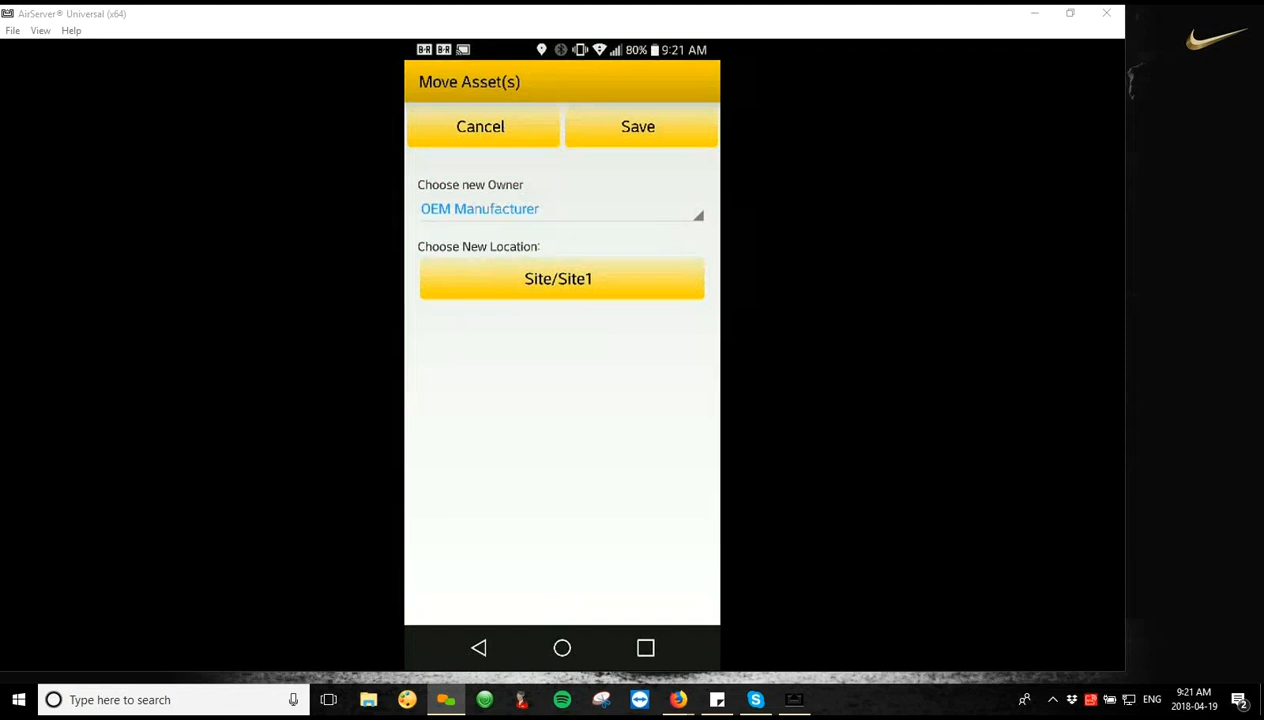 AirServer® Universal (x64)
File View Help
B·R B·R 80% 9:21 AM
Move Asset(s)
Cancel Save
Choose new Owner
OEM Manufacturer
Choose New Location:
Site/Site1
Type here to search
ENG
9:21 AM
2018-04-19
2